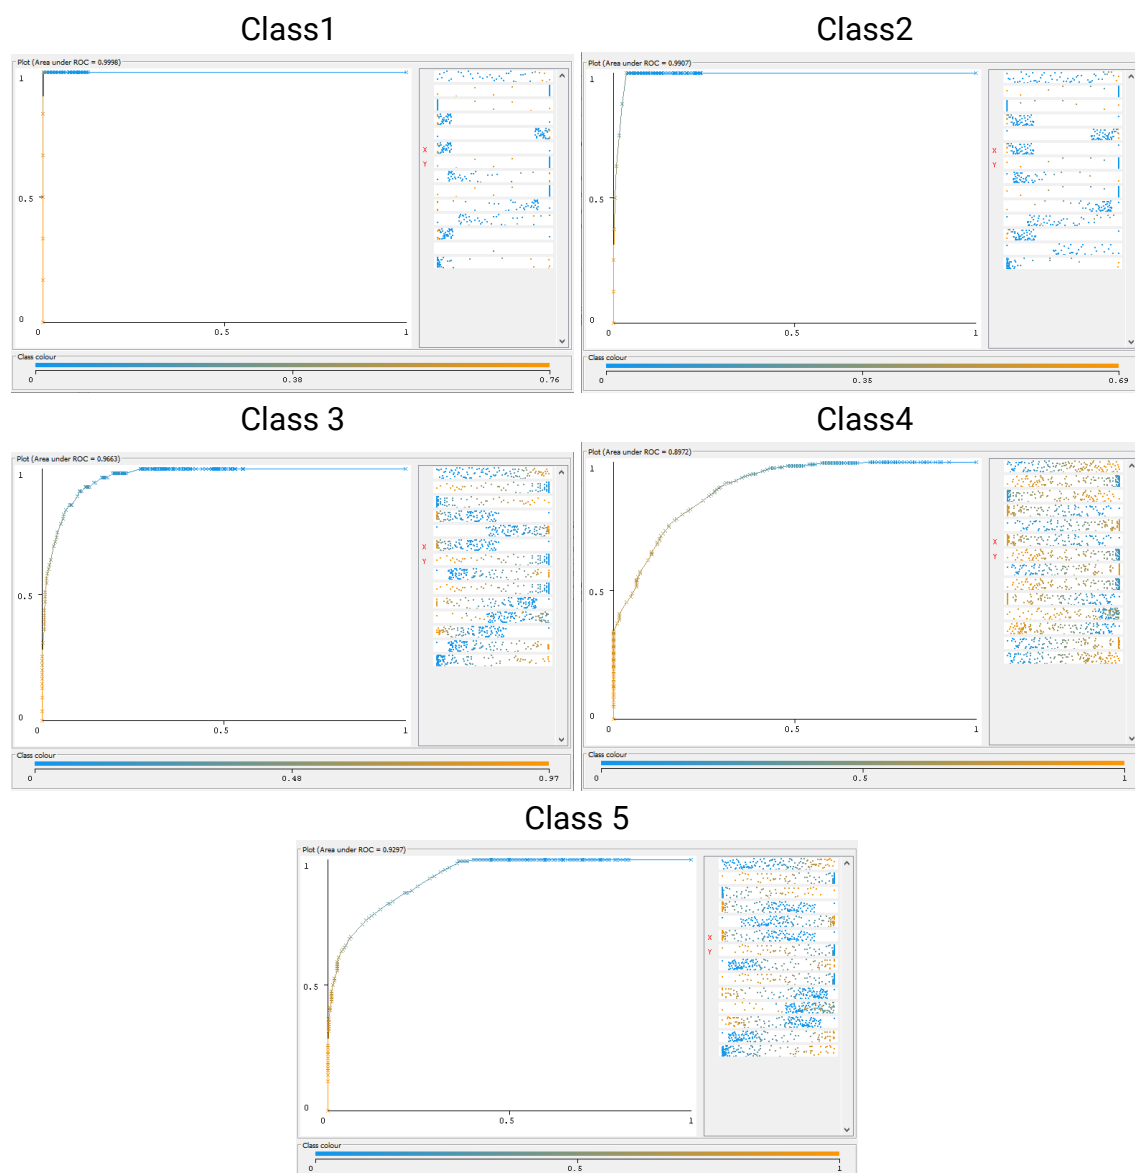 Class1
Plot (Area under ROC = 0.9998)
1
0.5
0
0
0.5
1
X
Y
Class colour
0
0.38
0.76
Class2
Plot (Area under ROC = 0.9907)
1
0.5
0
0
0.5
1
X
Y
Class colour
0
0.35
0.69
Class 3
Plot (Area under ROC = 0.9663)
1
0.5
0
0
0.5
1
X
Y
Class colour
0
0.48
0.97
Class4
Plot (Area under ROC = 0.8972)
1
0.5
0
0
0.5
1
X
Y
Class colour
0
0.5
1
Class 5
Plot (Area under ROC = 0.9297)
1
0.5
0
0
0.5
1
X
Y
Class colour
0
0.5
1